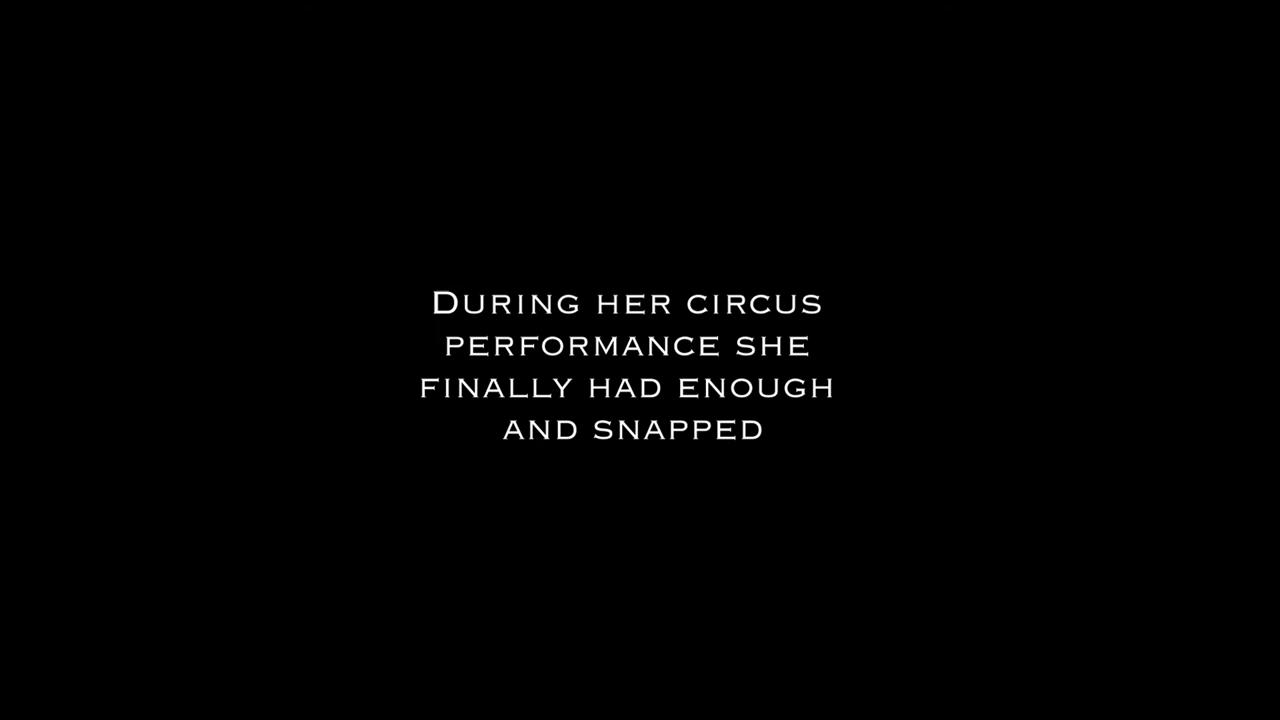 During her circus
performance she
finally had enough
and snapped